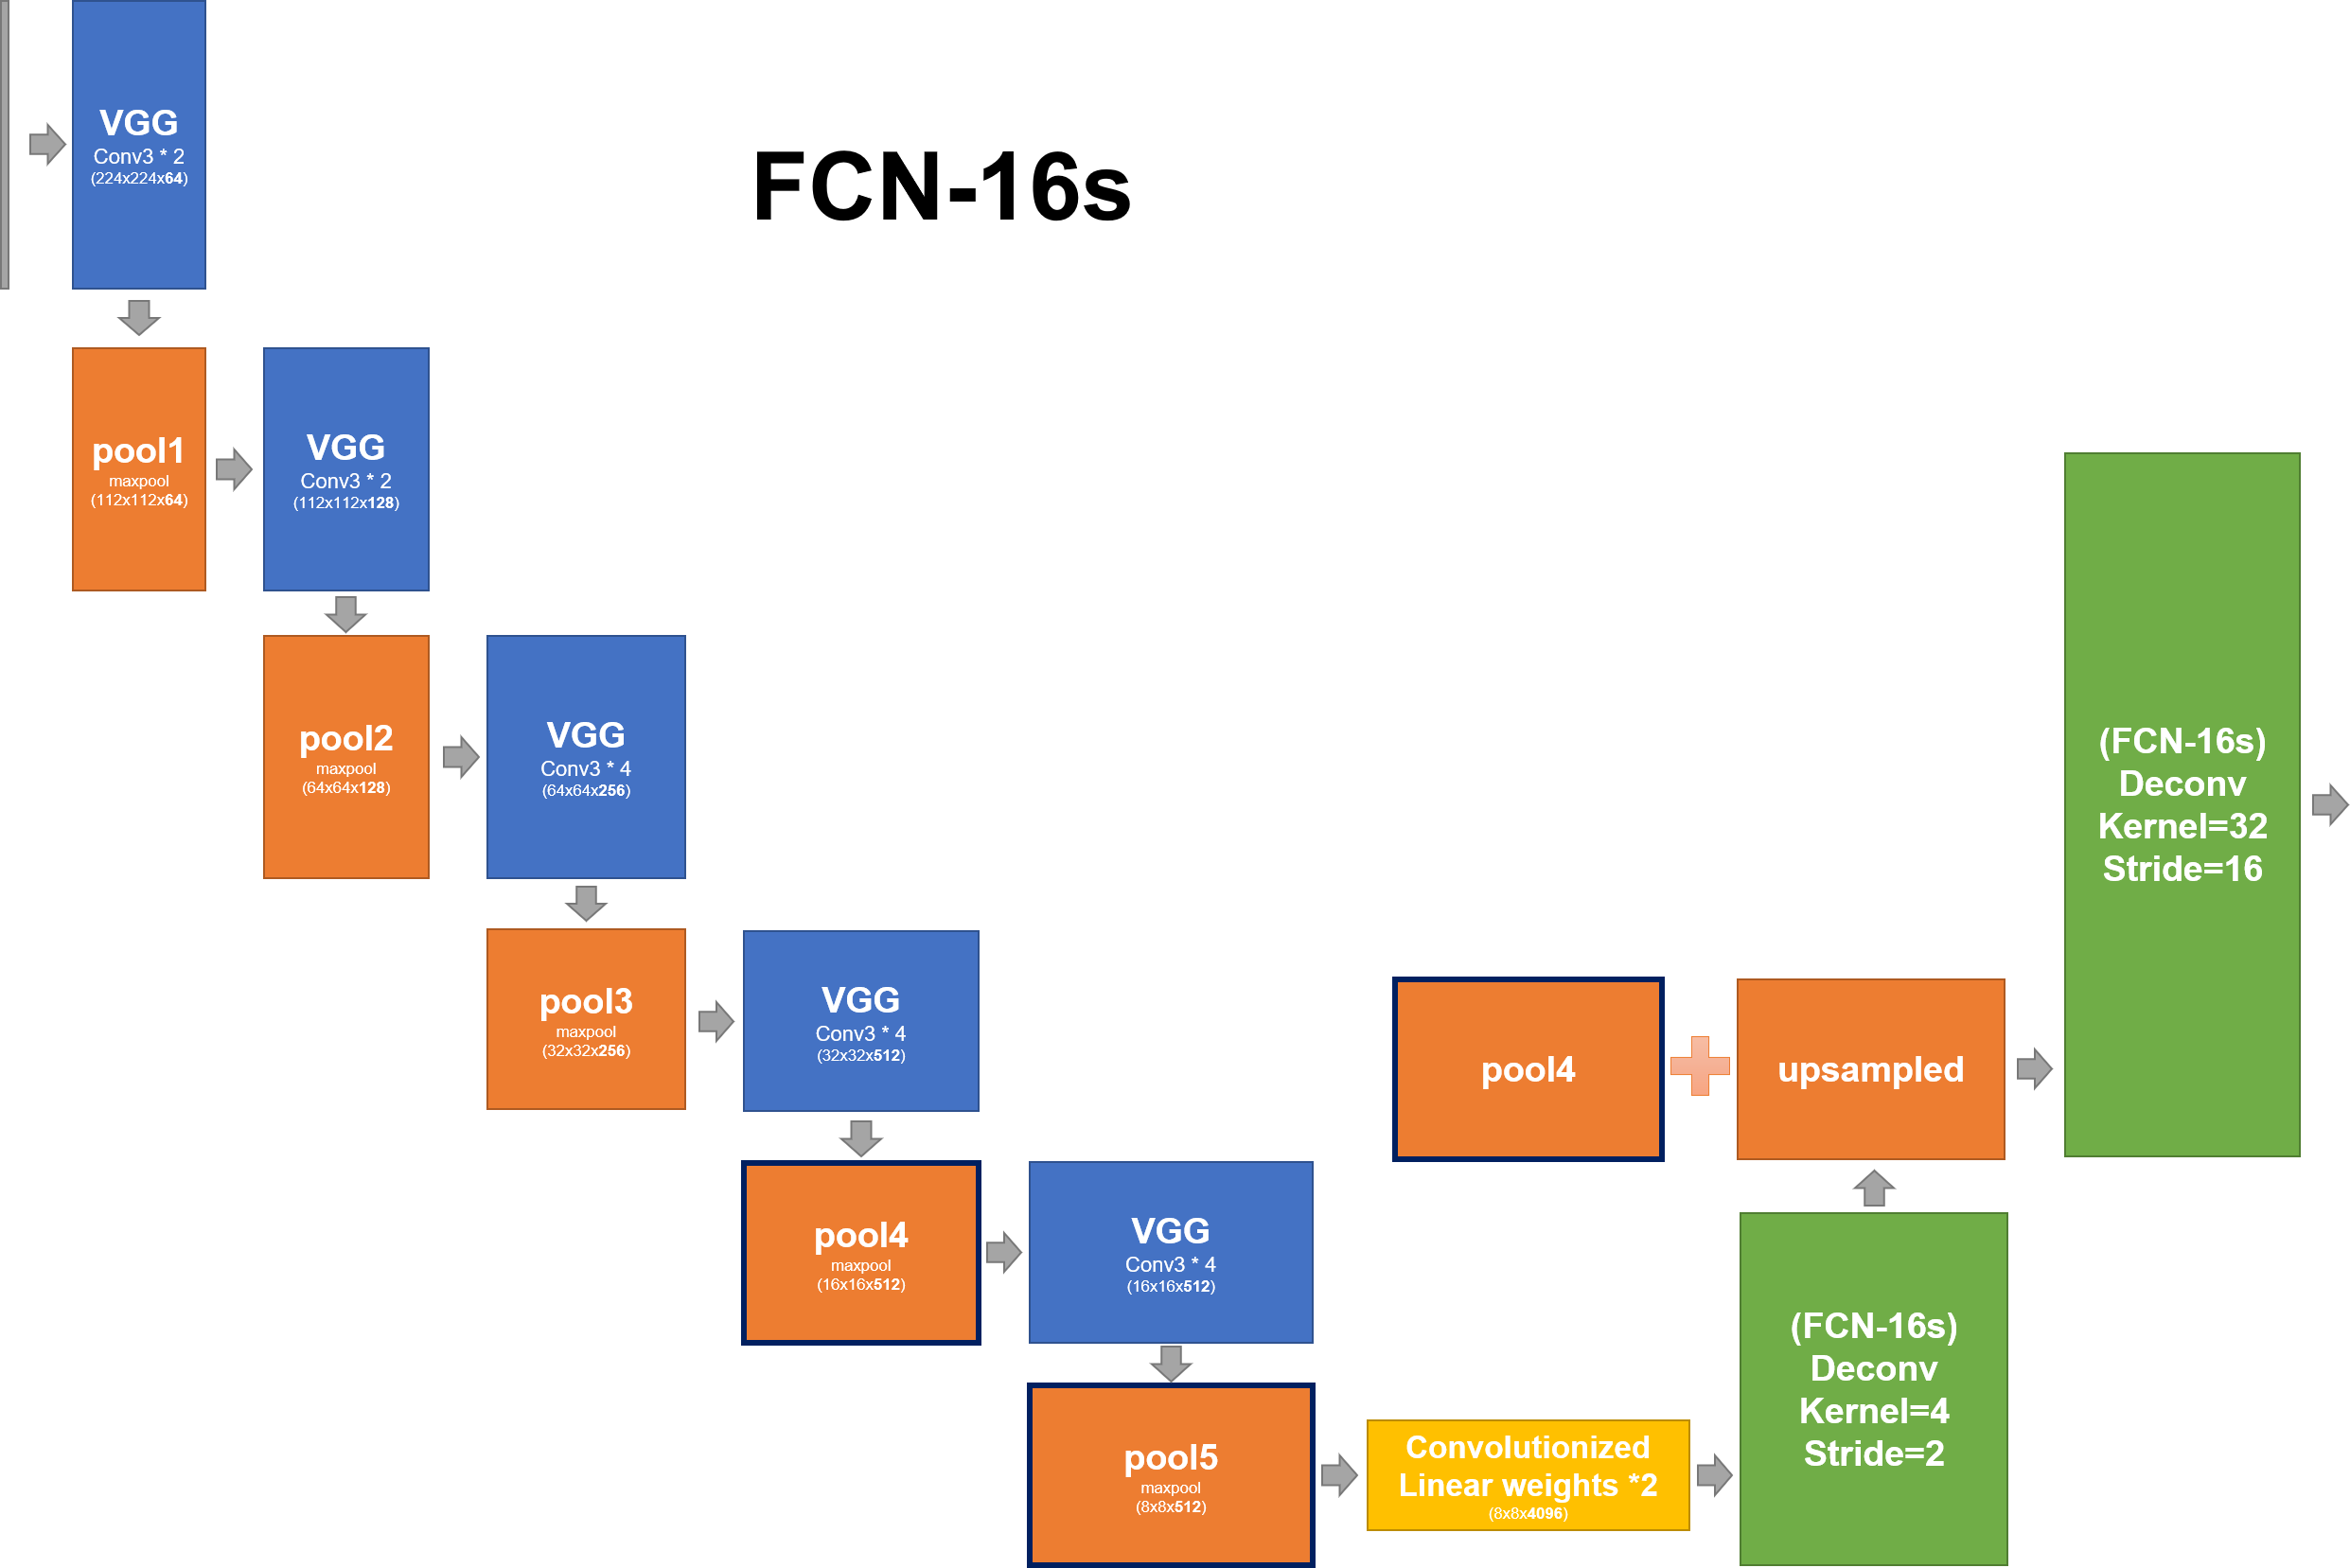 FCN-16s
VGG
Conv3 * 2
(224x224x64)
pool1
maxpool
(112x112x64)
VGG
Conv3 * 2
(112x112x128)
pool2
maxpool
(64x64x128)
VGG
Conv3 * 4
(64x64x256)
pool3
maxpool
(32x32x256)
VGG
Conv3 * 4
(32x32x512)
pool4
maxpool
(16x16x512)
VGG
Conv3 * 4
(16x16x512)
pool5
maxpool
(8x8x512)
Convolutionized
Linear weights *2
(8x8x4096)
(FCN-16s)
Deconv
Kernel=4
Stride=2
pool4
upsampled
(FCN-16s)
Deconv
Kernel=32
Stride=16